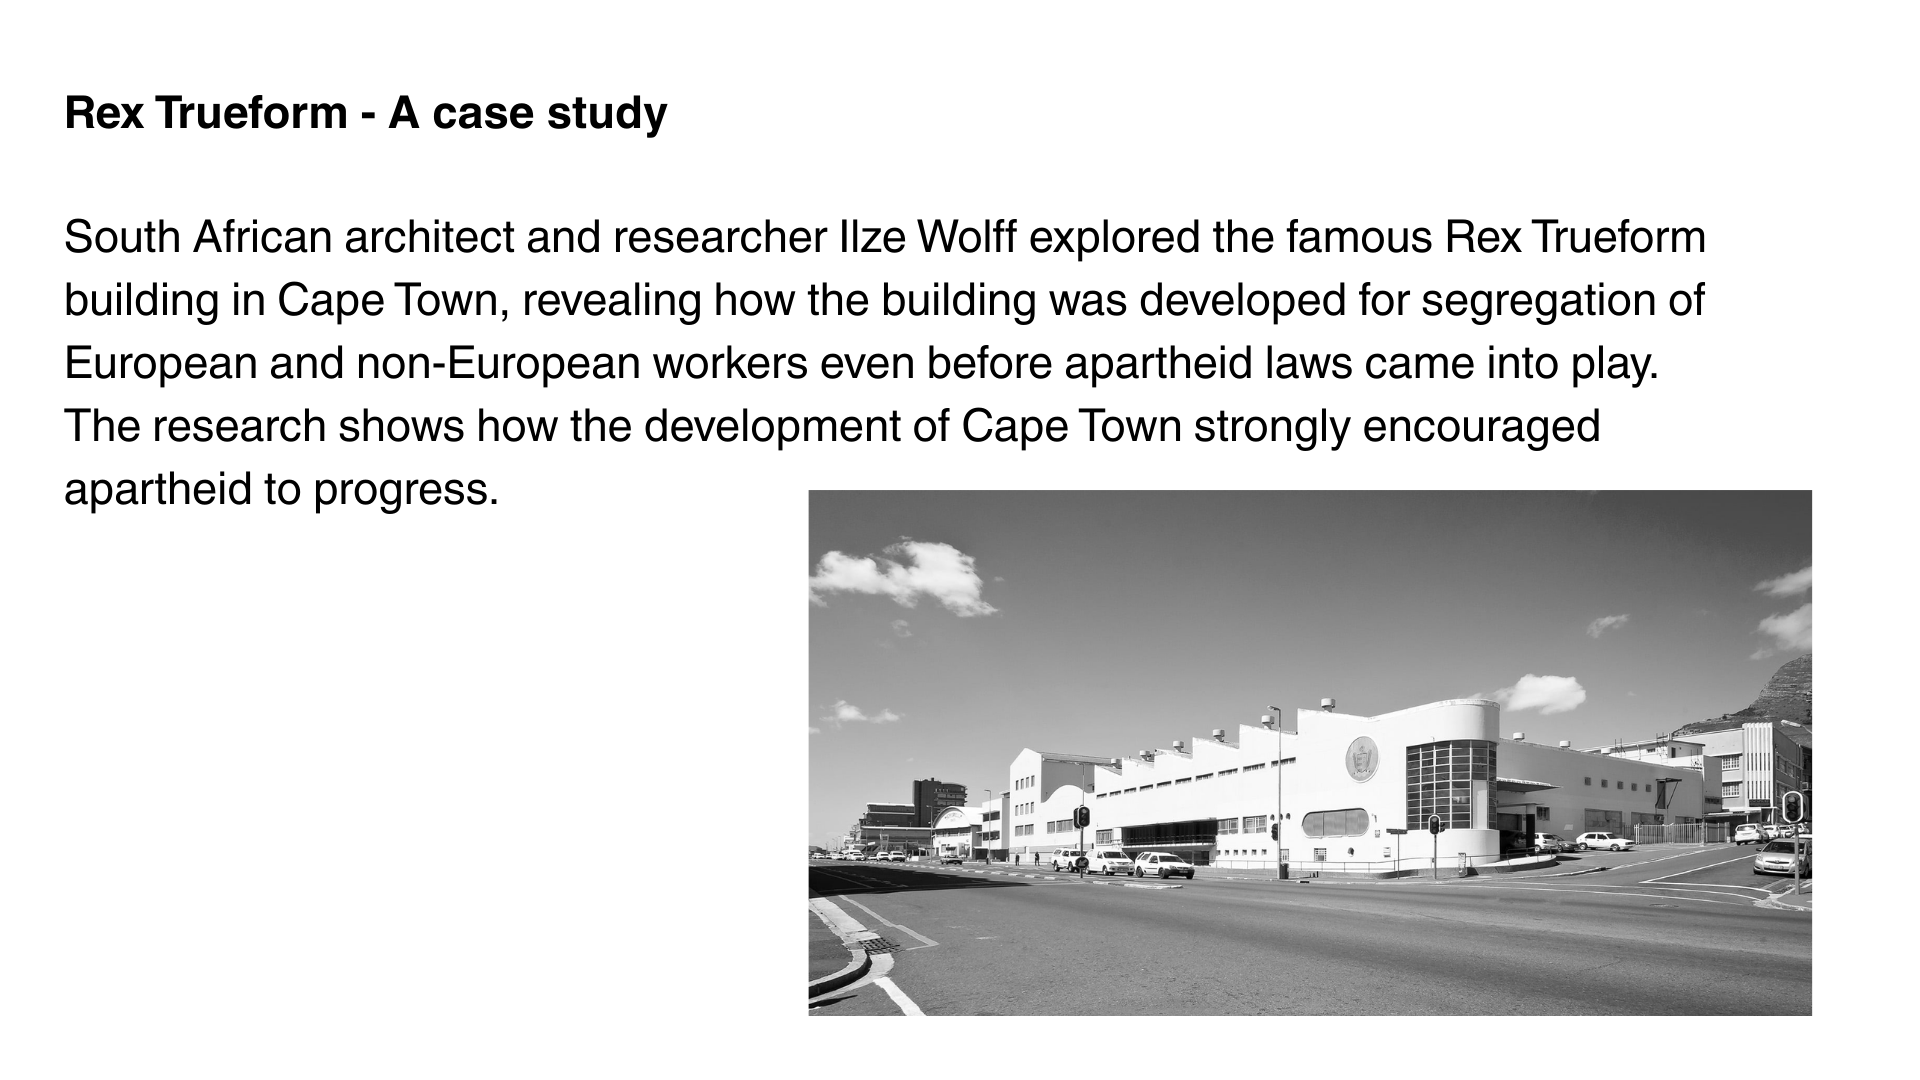 Rex Trueform - A case study
South African architect and researcher Ilze Wolff explored the famous Rex Trueform
building in Cape Town, revealing how the building was developed for segregation of
European and non-European workers even before apartheid laws came into play.
The research shows how the development of Cape Town strongly encouraged
apartheid to progress.